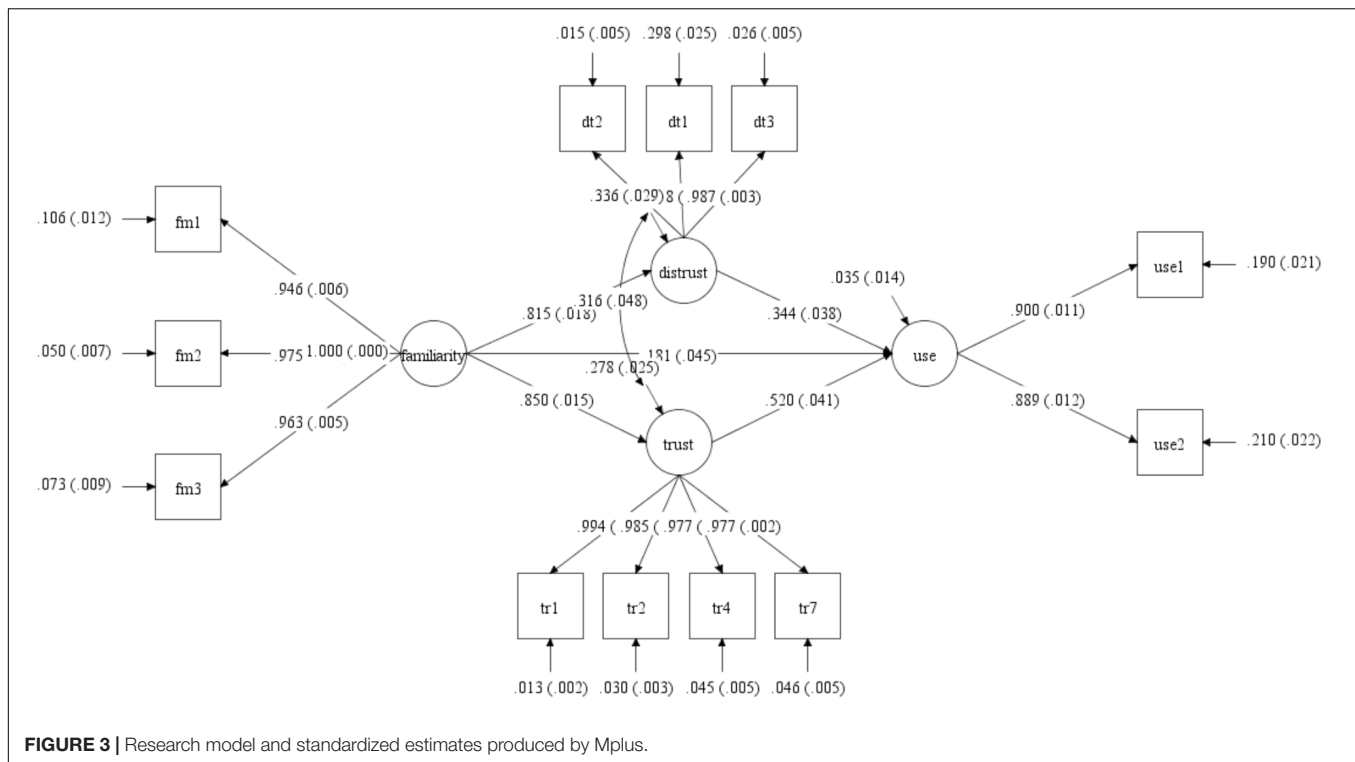 .015 (.005) .298 (.025) .026 (.005)
dt2 dt1 dt3
.336 (.029) 8 .987 (.003)
.106 (.012) fm1
.946 (.006)
distrust
.035 (.014)
use1 .190 (.021)
.815 (.018) .316 (.048) .344 (.038) .900 (.011)
.050 (.007) fm2 .975 1.000 (.000) familiarity .181 (.045) use
.278 (.025)
.963 (.005) .850 (.015) .520 (.041) .889 (.012)
trust
use2 .210 (.022)
.073 (.009) fm3
.994 ( .985 ( .977 ( .977 (.002)
tr1 tr2 tr4 tr7
.013 (.002) .030 (.003) .045 (.005) .046 (.005)
FIGURE 3 | Research model and standardized estimates produced by Mplus.